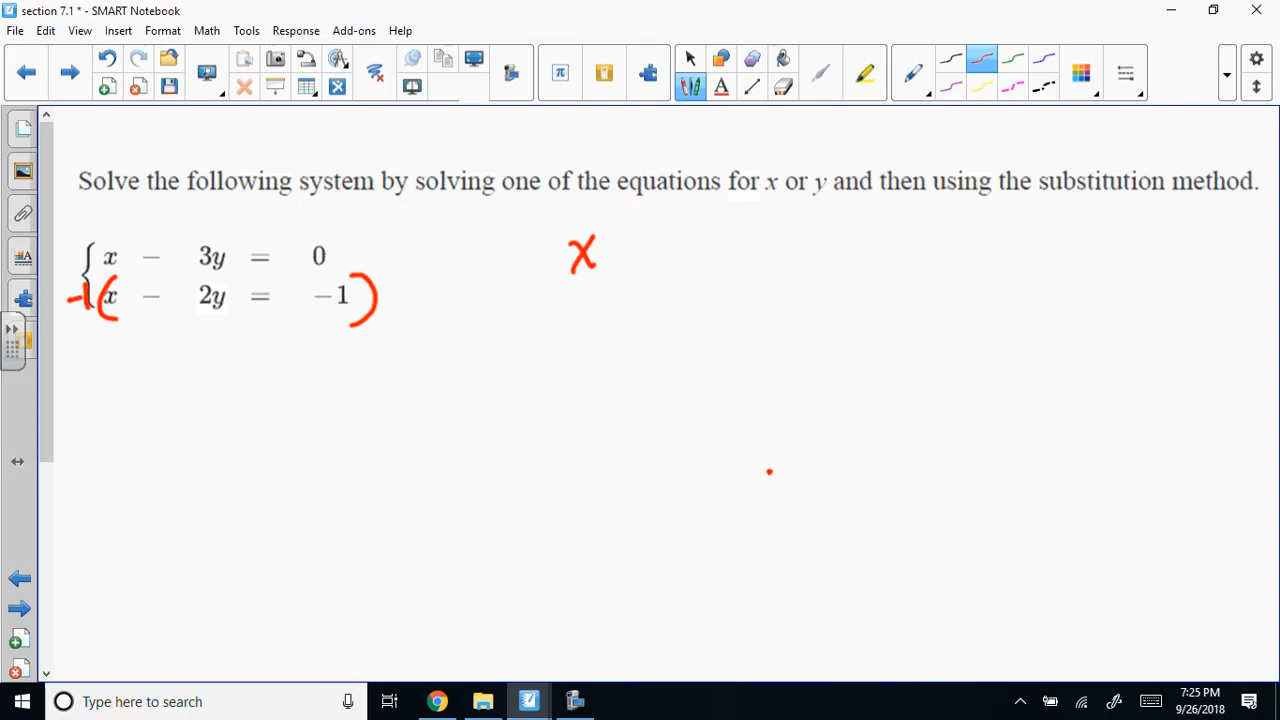 section 7.1 * - SMART Notebook
File Edit View Insert Format Math Tools Response Add-ons Help
π
A
Solve the following system by solving one of the equations for x or y and then using the substitution method.
x − 3y = 0
x
-1(x − 2y = −1)
Type here to search
7:25 PM
9/26/2018